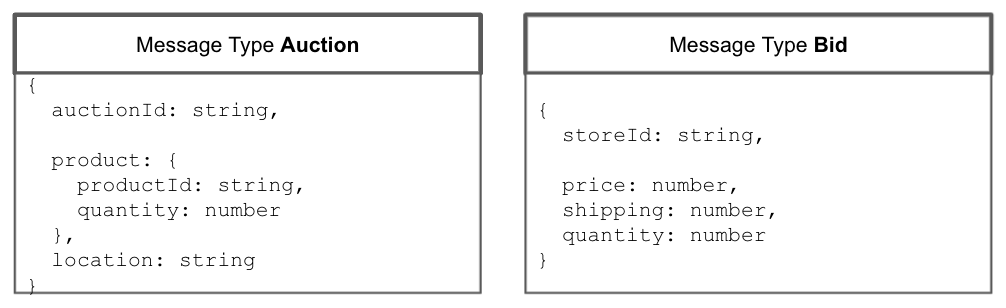 Message Type Auction
{
  auctionId: string,
  product: {
    productId: string,
    quantity: number
  },
  location: string
}
Message Type Bid
{
  storeId: string,
  price: number,
  shipping: number,
  quantity: number
}